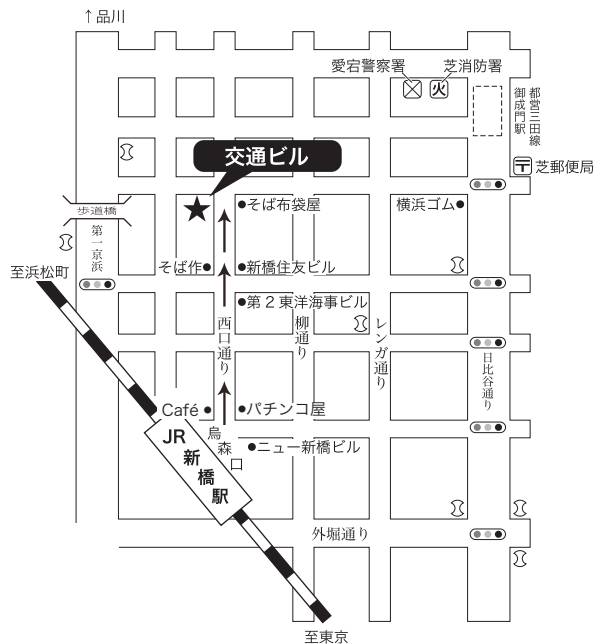 ↑品川
愛宕警察署
芝消防署
火
都営三田線
御成門駅
交通ビル
芝郵便局
歩道橋
そば布袋屋
横浜ゴム
第一京浜
至浜松町
そば作
新橋住友ビル
第2東洋海事ビル
西口通り
柳通り
レンガ通り
日比谷通り
Café
パチンコ屋
烏森口
ニュー新橋ビル
JR新橋駅
外堀通り
至東京